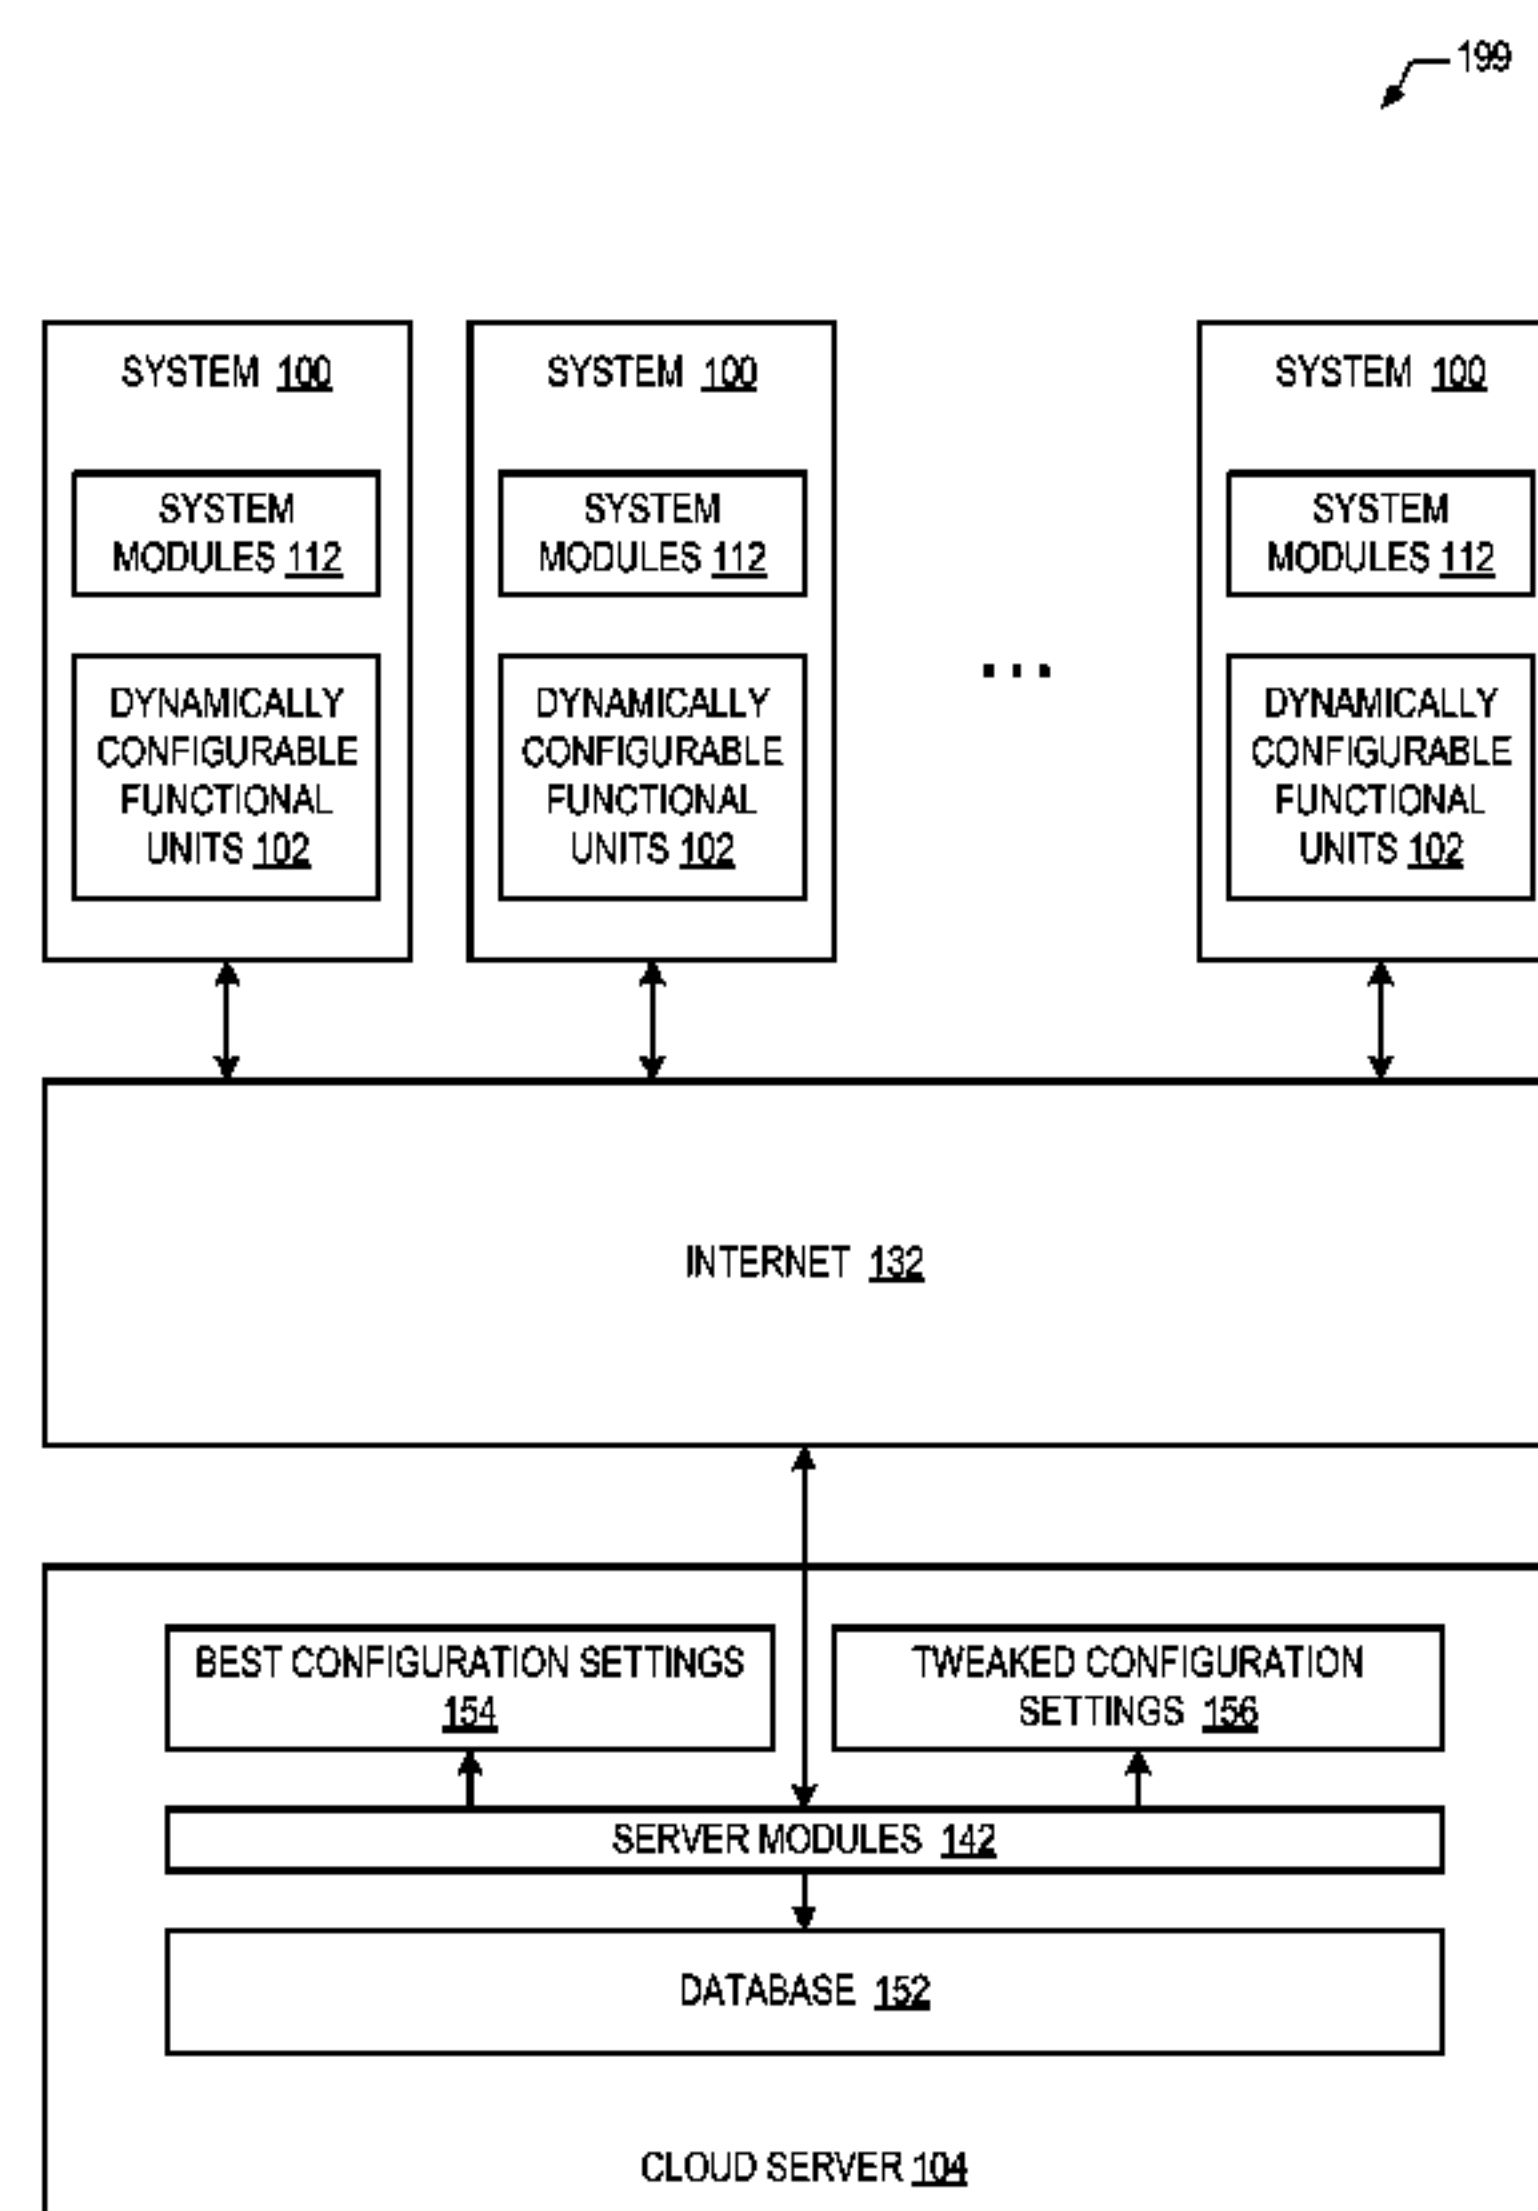 199
SYSTEM 100
SYSTEM
MODULES 112
DYNAMICALLY
CONFIGURABLE
FUNCTIONAL
UNITS 102
SYSTEM 100
SYSTEM
MODULES 112
DYNAMICALLY
CONFIGURABLE
FUNCTIONAL
UNITS 102
...
SYSTEM 100
SYSTEM
MODULES 112
DYNAMICALLY
CONFIGURABLE
FUNCTIONAL
UNITS 102
INTERNET 132
BEST CONFIGURATION SETTINGS
154
TWEAKED CONFIGURATION
SETTINGS 156
SERVER MODULES 142
DATABASE 152
CLOUD SERVER 104